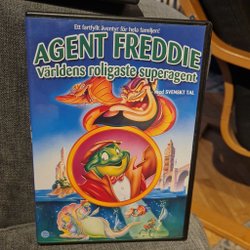 Ett fartfyllt äventyr för hela familjen!
AGENT FREDDIE
Världens roligaste superagent
med SVENSKT TAL